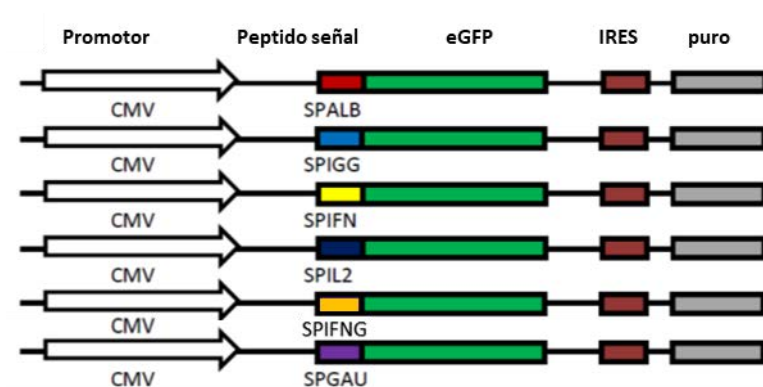 Promotor Peptido señal eGFP IRES puro
CMV SPALB
CMV SPIGG
CMV SPIFN
CMV SPIL2
CMV SPIFNG
CMV SPGAU